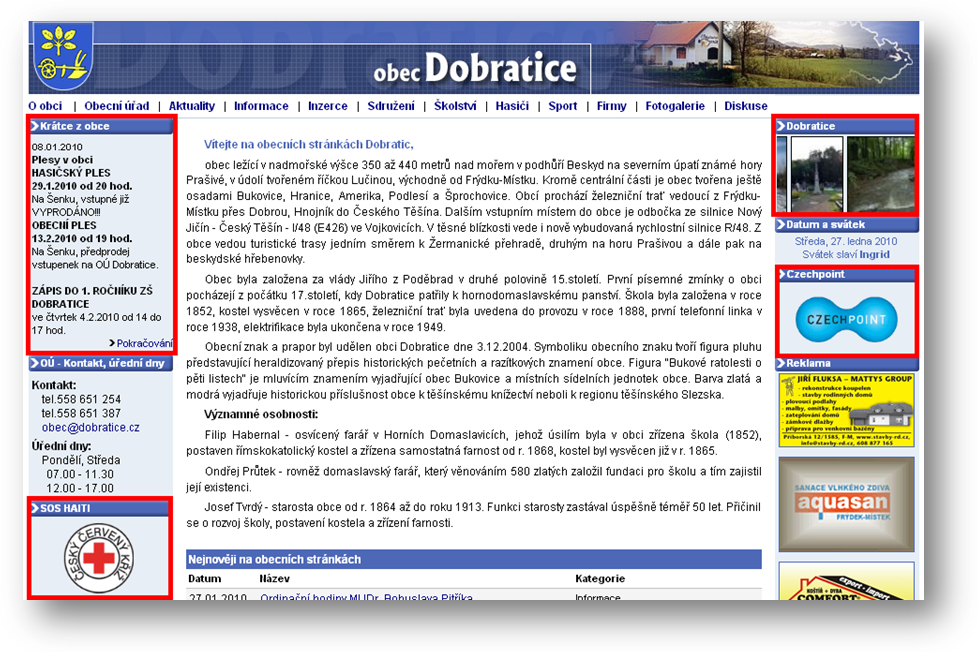 obec Dobratice
O obci | Obecní úřad | Aktuality | Informace | Inzerce | Sdružení | Školství | Hasiči | Sport | Firmy | Fotogalerie | Diskuse
Krátce z obce
08.01.2010
Plesy v obci
HASIČSKÝ PLES
29.1.2010 od 20 hod.
Na Šenku, vstupné již
VYPRODÁNO!!!
OBECNÍ PLES
13.2.2010 od 19 hod.
Na Šenku, předprodej
vstupenek na OÚ Dobratice.
ZÁPIS DO 1. ROČNÍKU ZŠ
DOBRATICE
ve čtvrtek 4.2.2010 od 14 do
17 hod.
Pokračování
OÚ - Kontakt, úřední dny
Kontakt:
tel.558 651 254
tel.558 651 387
obec@dobratice.cz
Úřední dny:
Pondělí, Středa
07.00 - 11.30
12.00 - 17.00
SOS HAITI
ČESKÝ ČERVENÝ KŘÍŽ
Vítejte na obecních stránkách Dobratic,
obec ležící v nadmořské výšce 350 až 440 metrů nad mořem v podhůří Beskyd na severním úpatí známé hory
Prašivé, v údolí tvořeném říčkou Lučinou, východně od Frýdku-Místku. Kromě centrální části je obec tvořena ještě
osadami Bukovice, Hranice, Amerika, Podlesí a Šprochovice. Obcí prochází železniční trať vedoucí z Frýdku-
Místku přes Dobrou, Hnojník do Českého Těšína. Dalším vstupním místem do obce je odbočka ze silnice Nový
Jičín - Český Těšín - I/48 (E426) ve Vojkovicích. V těsné blízkosti vede i nově vybudovaná rychlostní silnice R/48. Z
obce vedou turistické trasy jedním směrem k Žermanické přehradě, druhým na horu Prašivou a dále pak na
beskydské hřebenovky.
Obec byla založena za vlády Jiřího z Poděbrad v druhé polovině 15.století. První písemné zmínky o obci
pocházejí z počátku 17.století, kdy Dobratice patřily k hornodomaslavskému panství. Škola byla založena v roce
1852, kostel vysvěcen v roce 1865, železniční trať byla uvedena do provozu v roce 1888, první telefonní linka v
roce 1938, elektrifikace byla ukončena v roce 1949.
Obecní znak a prapor byl udělen obci Dobratice dne 3.12.2004. Symboliku obecního znaku tvoří figura pluhu
představující heraldizovaný přepis historických pečetních a razítkových znamení obce. Figura "Bukové ratolesti o
pěti listech" je mluvícím znamením vyjadřující obec Bukovice a místních sídelních jednotek obce. Barva zlatá a
modrá vyjadřuje historickou příslušnost obce k těšínskému knížectví neboli k regionu těšínského Slezska.
Významné osobnosti:
Filip Habernal - osvícený farář v Horních Domaslavicích, jehož úsilím byla v obci zřízena škola (1852),
postaven římskokatolický kostel a zřízena samostatná farnost od r. 1868, kostel byl vysvěcen již v r. 1865.
Ondřej Průtek - rovněž domaslavský farář, který věnováním 580 zlatých založil fundaci pro školu a tím zajistil
její existenci.
Josef Tvrdý - starosta obce od r. 1864 až do roku 1913. Funkci starosty zastával úspěšně téměř 50 let. Přičinil
se o rozvoj školy, postavení kostela a zřízení farnosti.
Nejnověji na obecních stránkách
Datum Název Kategorie
27.01.2010 Ordinační hodiny MUDr. Bohuslava Pitříka Informace
Dobratice
Datum a svátek
Středa, 27. ledna 2010
Svátek slaví Ingrid
Czechpoint
CZECH POINT
Reklama
JIŘÍ FLUKSA – MATTYS GROUP
- rekonstrukce koupelen
- stavby rodinných domů
- plovoucí podlahy
- malby, omítky, fasády
- zateplování domů
- zámkové dlažby
- příprava pro venkovní bazény
Příborská 12/1585, F-M, www.stavby-rd.cz,
info@stavby-rd.cz, 608 877 165
SANACE VLHKÉHO ZDIVA
aquasan
FRÝDEK-MÍSTEK
export - import
KOŠTIÁ + DYBA
COMFORT